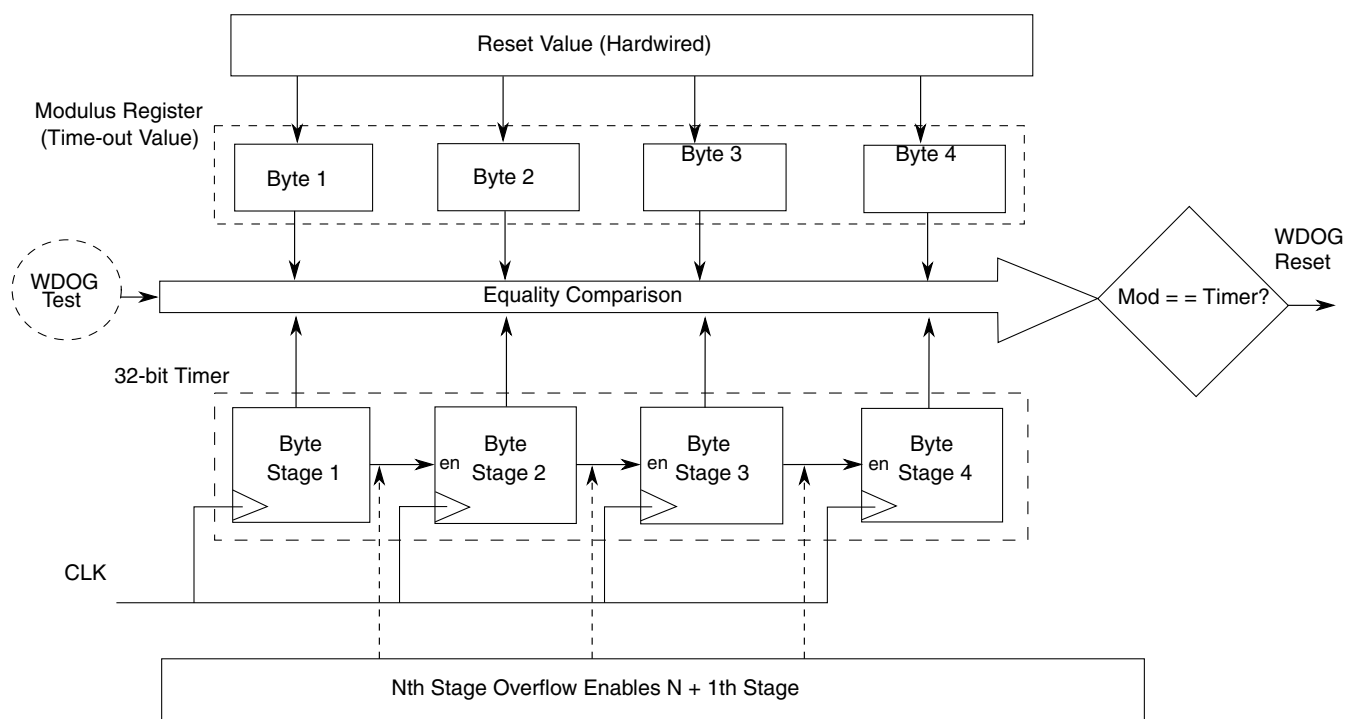 Reset Value (Hardwired)
Modulus Register
(Time-out Value)
Byte 1
Byte 2
Byte 3
Byte 4
WDOG
Test
Equality Comparison
Mod = = Timer?
WDOG
Reset
32-bit Timer
Byte
Stage 1
en
Byte
Stage 2
en
Byte
Stage 3
en
Byte
Stage 4
CLK
Nth Stage Overflow Enables N + 1th Stage